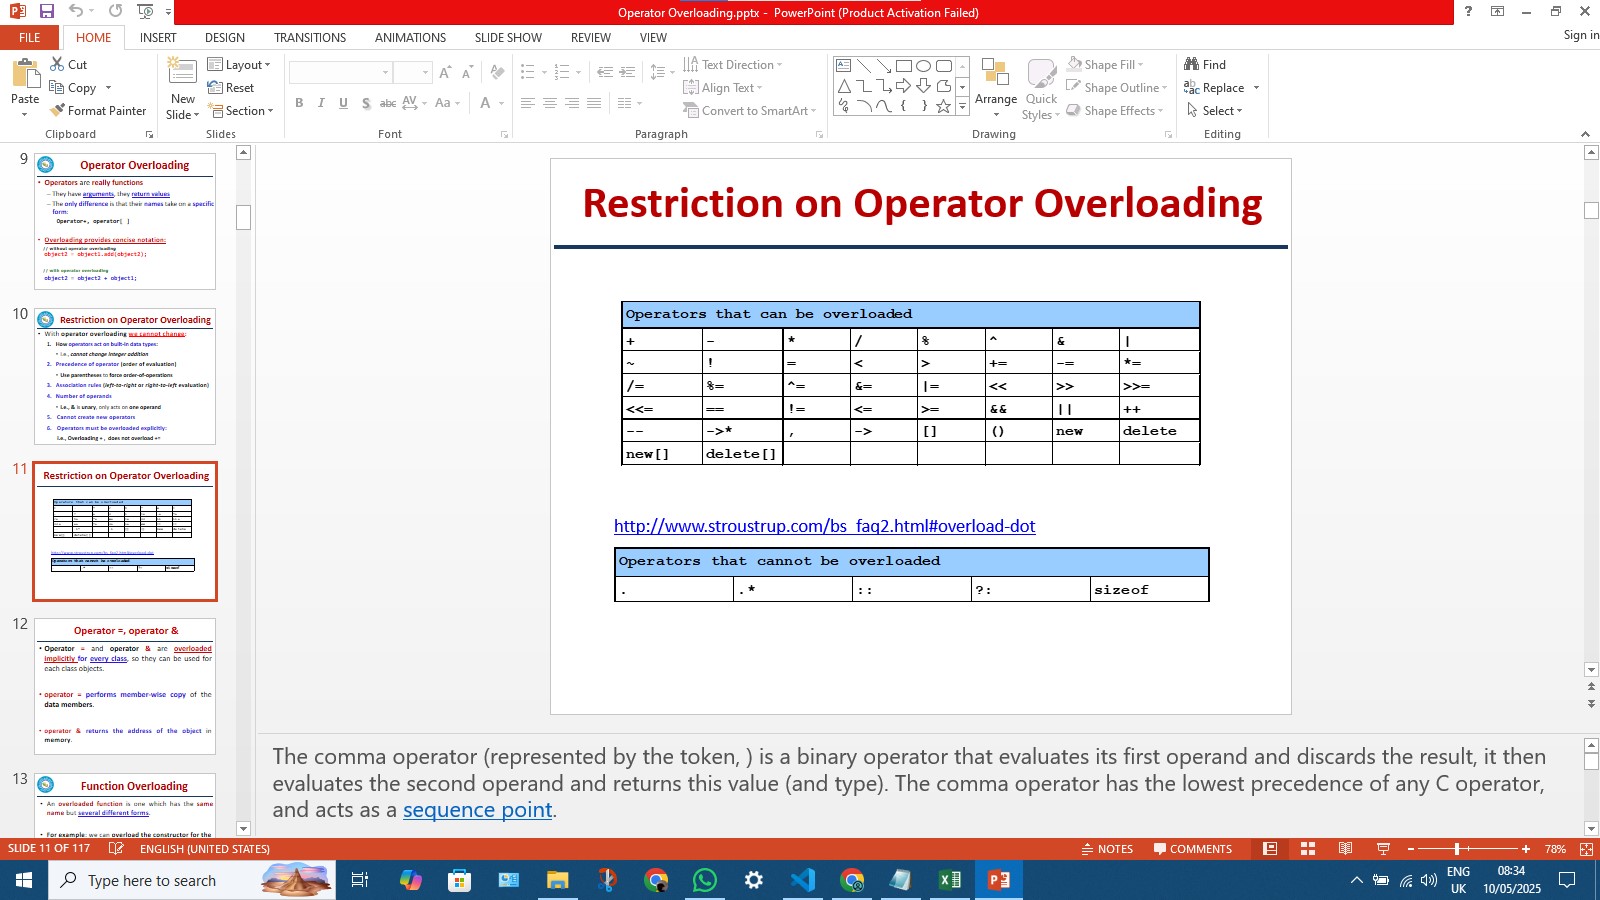 Operator Overloading.pptx - PowerPoint (Product Activation Failed)
?
FILE HOME INSERT DESIGN TRANSITIONS ANIMATIONS SLIDE SHOW REVIEW VIEW Sign in
Paste
Cut
Copy
Format Painter
Clipboard
New Slide
Layout
Reset
Section
Slides
B I U S abc AV Aa A
Font
Text Direction
Align Text
Convert to SmartArt
Paragraph
Arrange
Quick Styles
Shape Fill
Shape Outline
Shape Effects
Drawing
Find
Replace
Select
Editing
9
Operator Overloading
• Operators are really functions
– They have arguments, they return values
– The only difference is that their names take on a specific form:
Operator+, operator[ ]
• Overloading provides concise notation:
// without operator overloading
object2 = object1.add(object2);
// with operator overloading
object2 = object2 + object1;
10
Restriction on Operator Overloading
• With operator overloading we cannot change:
1. How operators act on built-in data types:
• i.e., cannot change integer addition
2. Precedence of operator (order of evaluation)
• Use parentheses to force order-of-operations
3. Association rules (left-to-right or right-to-left evaluation)
4. Number of operands
• i.e., & is unary, only acts on one operand
5. Cannot create new operators
6. Operators must be overloaded explicitly:
i.e., Overloading + , does not overload +=
11
Restriction on Operator Overloading
12
Operator =, operator &
• Operator = and operator & are overloaded
implicitly for every class, so they can be used for
each class objects.
• operator = performs member-wise copy of the
data members.
• operator & returns the address of the object in
memory.
13
Function Overloading
• An overloaded function is one which has the same
name but several different forms.
• For example: we can overload the constructor for the
Restriction on Operator Overloading
Operators that can be overloaded
+ - * / % ^ & |
~ ! = < > += -= *=
/= %= ^= &= |= << >> >>=
<<= == != <= >= && || ++
-- ->* , -> [] () new delete
new[] delete[]
http://www.stroustrup.com/bs_faq2.html#overload-dot
Operators that cannot be overloaded
. .* :: ?: sizeof
The comma operator (represented by the token, ) is a binary operator that evaluates its first operand and discards the result, it then
evaluates the second operand and returns this value (and type). The comma operator has the lowest precedence of any C operator,
and acts as a sequence point.
SLIDE 11 OF 117 ENGLISH (UNITED STATES) NOTES COMMENTS 78%
Type here to search
ENG
UK
08:34
10/05/2025